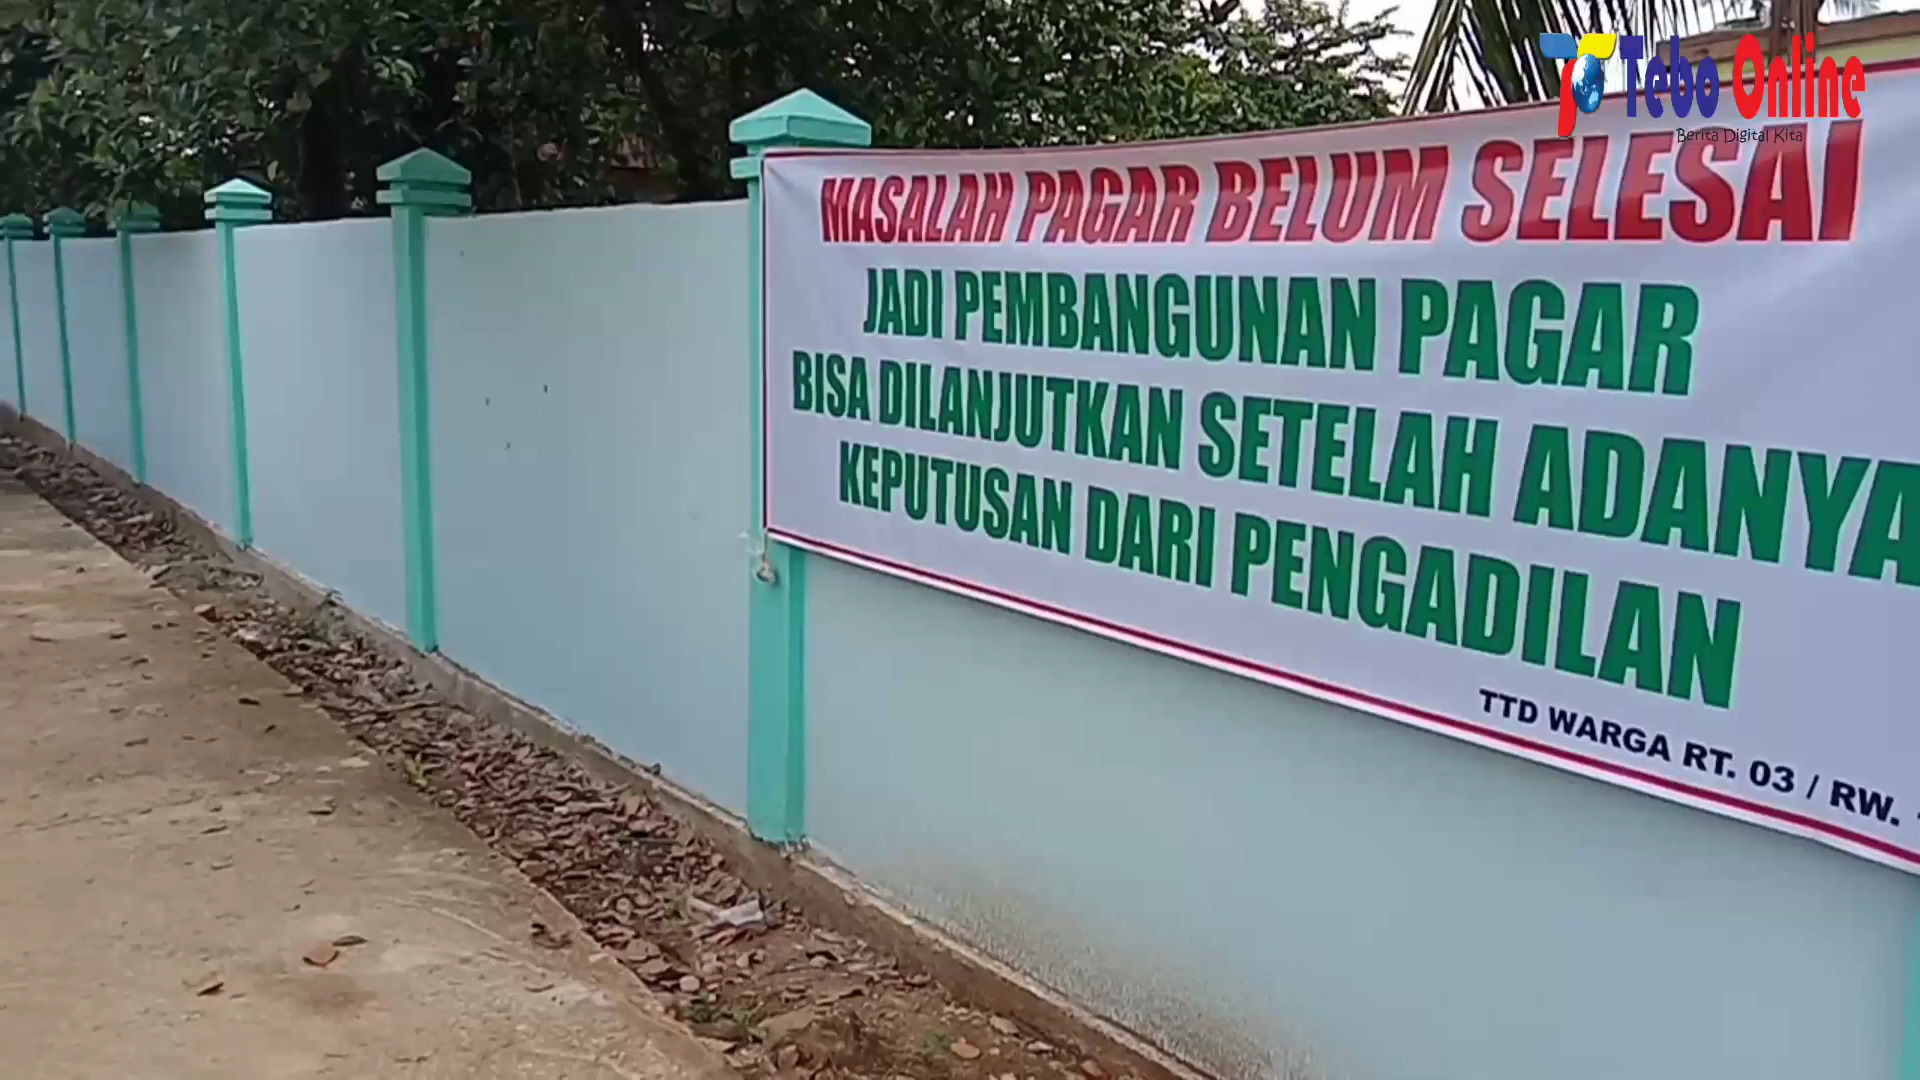 Tebo Online
Berita Digital Kita
MASALAH PAGAR BELUM SELESAI
JADI PEMBANGUNAN PAGAR
BISA DILANJUTKAN SETELAH ADANYA
KEPUTUSAN DARI PENGADILAN
TTD WARGA RT. 03 / RW.